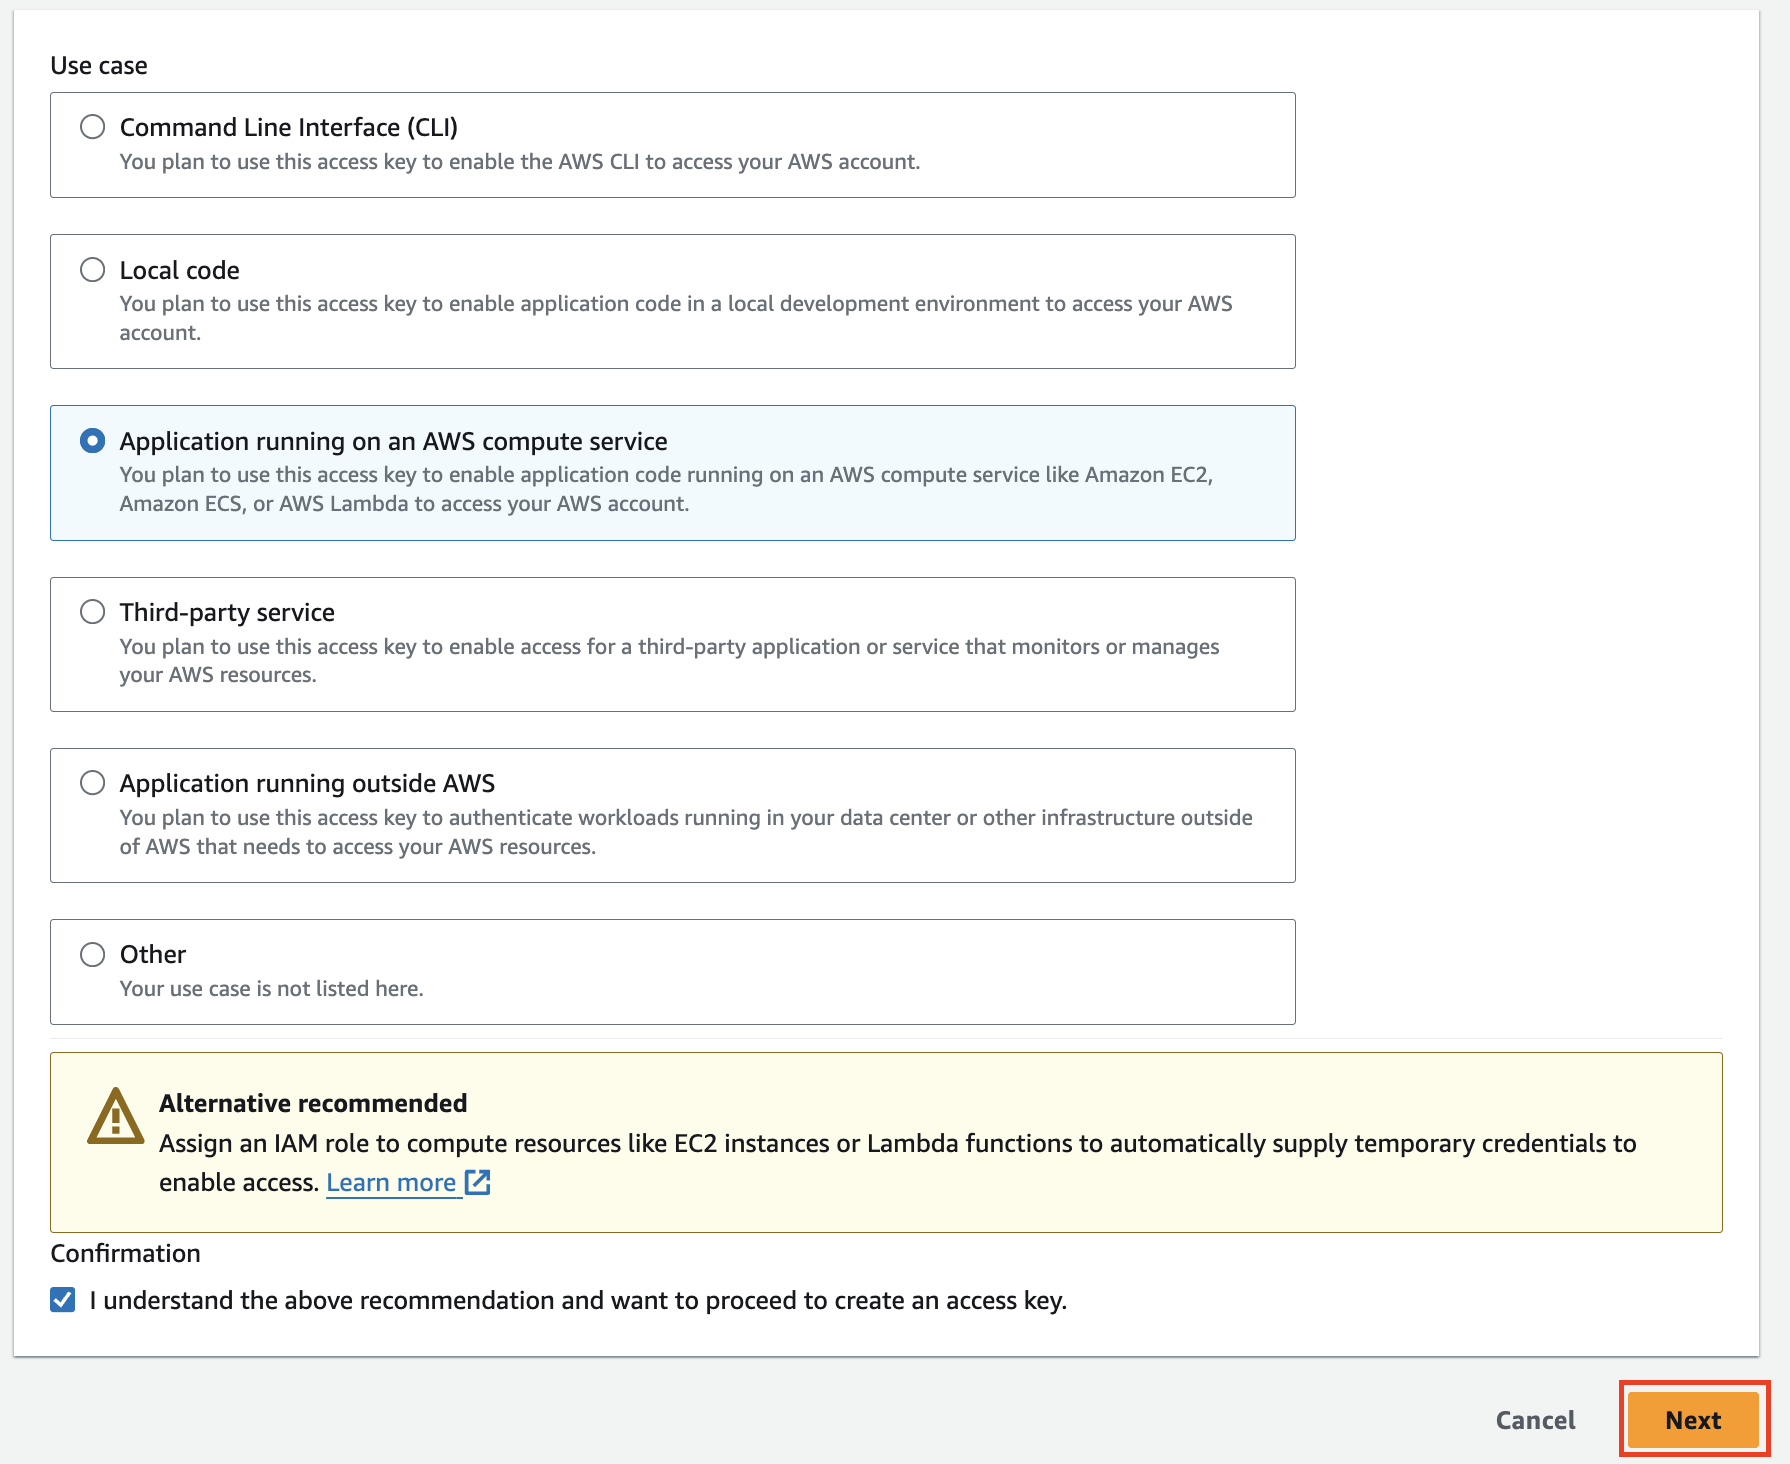 Use case
Command Line Interface (CLI)
You plan to use this access key to enable the AWS CLI to access your AWS account.
Local code
You plan to use this access key to enable application code in a local development environment to access your AWS
account.
Application running on an AWS compute service
You plan to use this access key to enable application code running on an AWS compute service like Amazon EC2,
Amazon ECS, or AWS Lambda to access your AWS account.
Third-party service
You plan to use this access key to enable access for a third-party application or service that monitors or manages
your AWS resources.
Application running outside AWS
You plan to use this access key to authenticate workloads running in your data center or other infrastructure outside
of AWS that needs to access your AWS resources.
Other
Your use case is not listed here.
Alternative recommended
Assign an IAM role to compute resources like EC2 instances or Lambda functions to automatically supply temporary credentials to
enable access. Learn more
Confirmation
I understand the above recommendation and want to proceed to create an access key.
Cancel Next